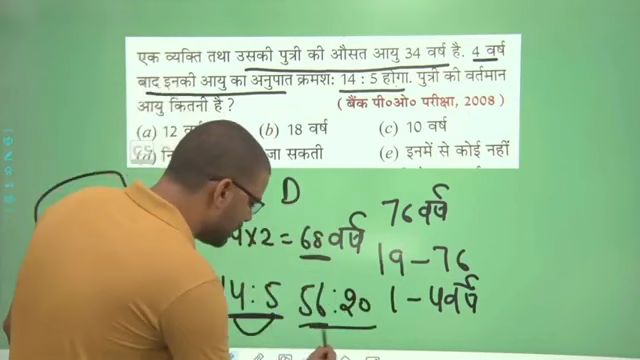 एक व्यक्ति तथा उसकी पुत्री की औसत आयु 34 वर्ष है. 4 वर्ष
बाद इनकी आयु का अनुपात क्रमशः 14 : 5 होगा. पुत्री की वर्तमान
आयु कितनी है ?
(बैंक पी०ओ० परीक्षा, 2008)
(a) 12 (b) 18 वर्ष (c) 10 वर्ष
जा सकती (e) इनमें से कोई नहीं
D
76 वर्ष
×2 = 68 वर्ष
19 – 76
14 : 5 56 : 20 1 – 4 वर्ष